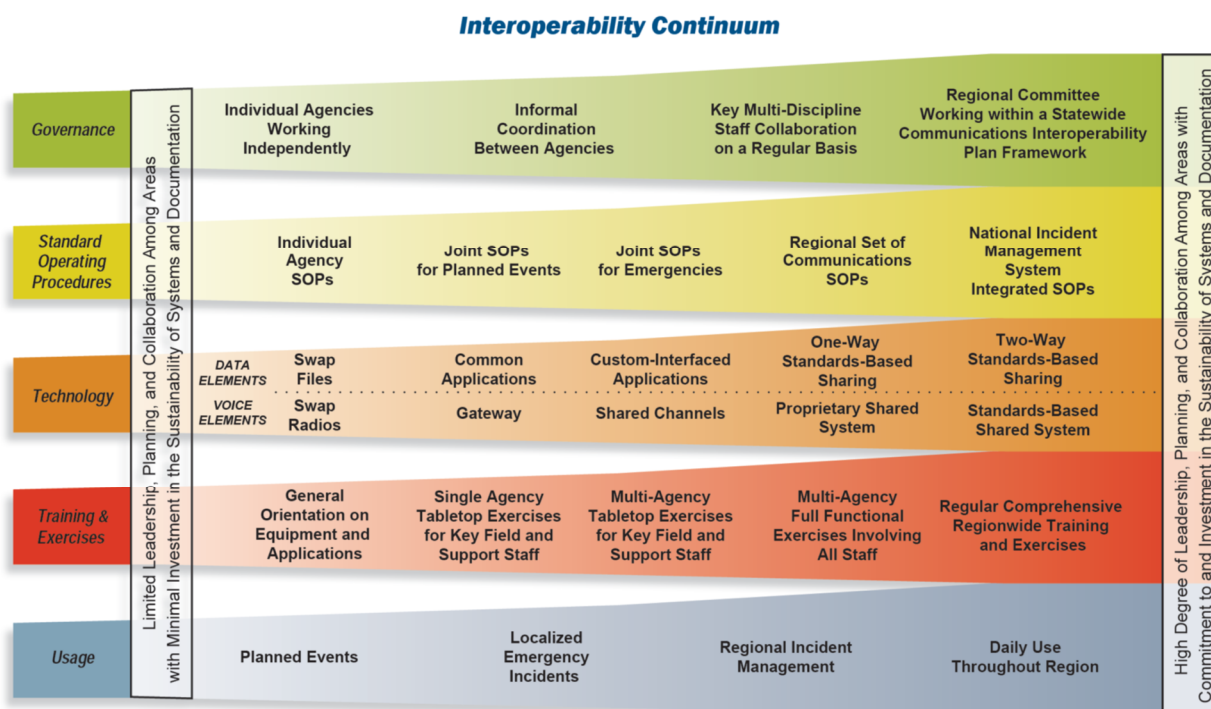 Interoperability Continuum
Governance
Individual Agencies
Working
Independently
Informal
Coordination
Between Agencies
Key Multi-Discipline
Staff Collaboration
on a Regular Basis
Regional Committee
Working within a Statewide
Communications Interoperability
Plan Framework
Standard
Operating
Procedures
Individual
Agency
SOPs
Joint SOPs
for Planned Events
Joint SOPs
for Emergencies
Regional Set of
Communications
SOPs
National Incident
Management
System
Integrated SOPs
Technology
DATA
ELEMENTS
Swap
Files
Common
Applications
Custom-Interfaced
Applications
One-Way
Standards-Based
Sharing
Two-Way
Standards-Based
Sharing
VOICE
ELEMENTS
Swap
Radios
Gateway
Shared Channels
Proprietary Shared
System
Standards-Based
Shared System
Training &
Exercises
General
Orientation on
Equipment and
Applications
Single Agency
Tabletop Exercises
for Key Field and
Support Staff
Multi-Agency
Tabletop Exercises
for Key Field and
Support Staff
Multi-Agency
Full Functional
Exercises Involving
All Staff
Regular Comprehensive
Regionwide Training
and Exercises
Usage
Planned Events
Localized
Emergency
Incidents
Regional Incident
Management
Daily Use
Throughout Region
Limited Leadership, Planning, and Collaboration Among Areas
with Minimal Investment in the Sustainability of Systems and Documentation
High Degree of Leadership, Planning, and Collaboration Among Areas with
Commitment to and Investment in the Sustainability of Systems and Documentation